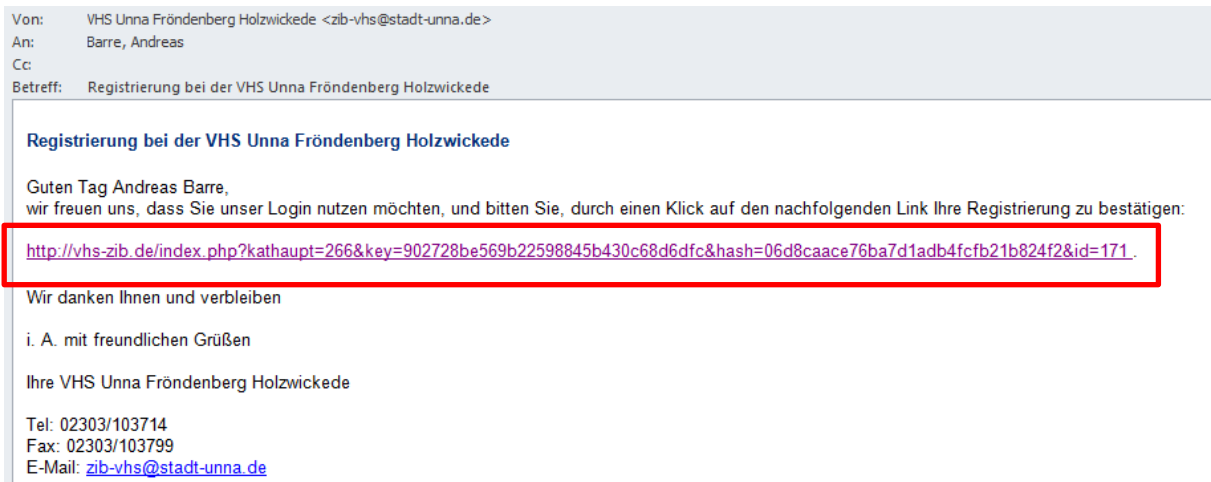 Von: VHS Unna Fröndenberg Holzwickede <zib-vhs@stadt-unna.de>
An: Barre, Andreas
Cc:
Betreff: Registrierung bei der VHS Unna Fröndenberg Holzwickede
Registrierung bei der VHS Unna Fröndenberg Holzwickede
Guten Tag Andreas Barre,
wir freuen uns, dass Sie unser Login nutzen möchten, und bitten Sie, durch einen Klick auf den nachfolgenden Link Ihre Registrierung zu bestätigen:
http://vhs-zib.de/index.php?kathaupt=266&key=902728be569b22598845b430c68d6dfc&hash=06d8caace76ba7d1adb4fcfb21b824f2&id=171 .
Wir danken Ihnen und verbleiben
i. A. mit freundlichen Grüßen
Ihre VHS Unna Fröndenberg Holzwickede
Tel: 02303/103714
Fax: 02303/103799
E-Mail: zib-vhs@stadt-unna.de